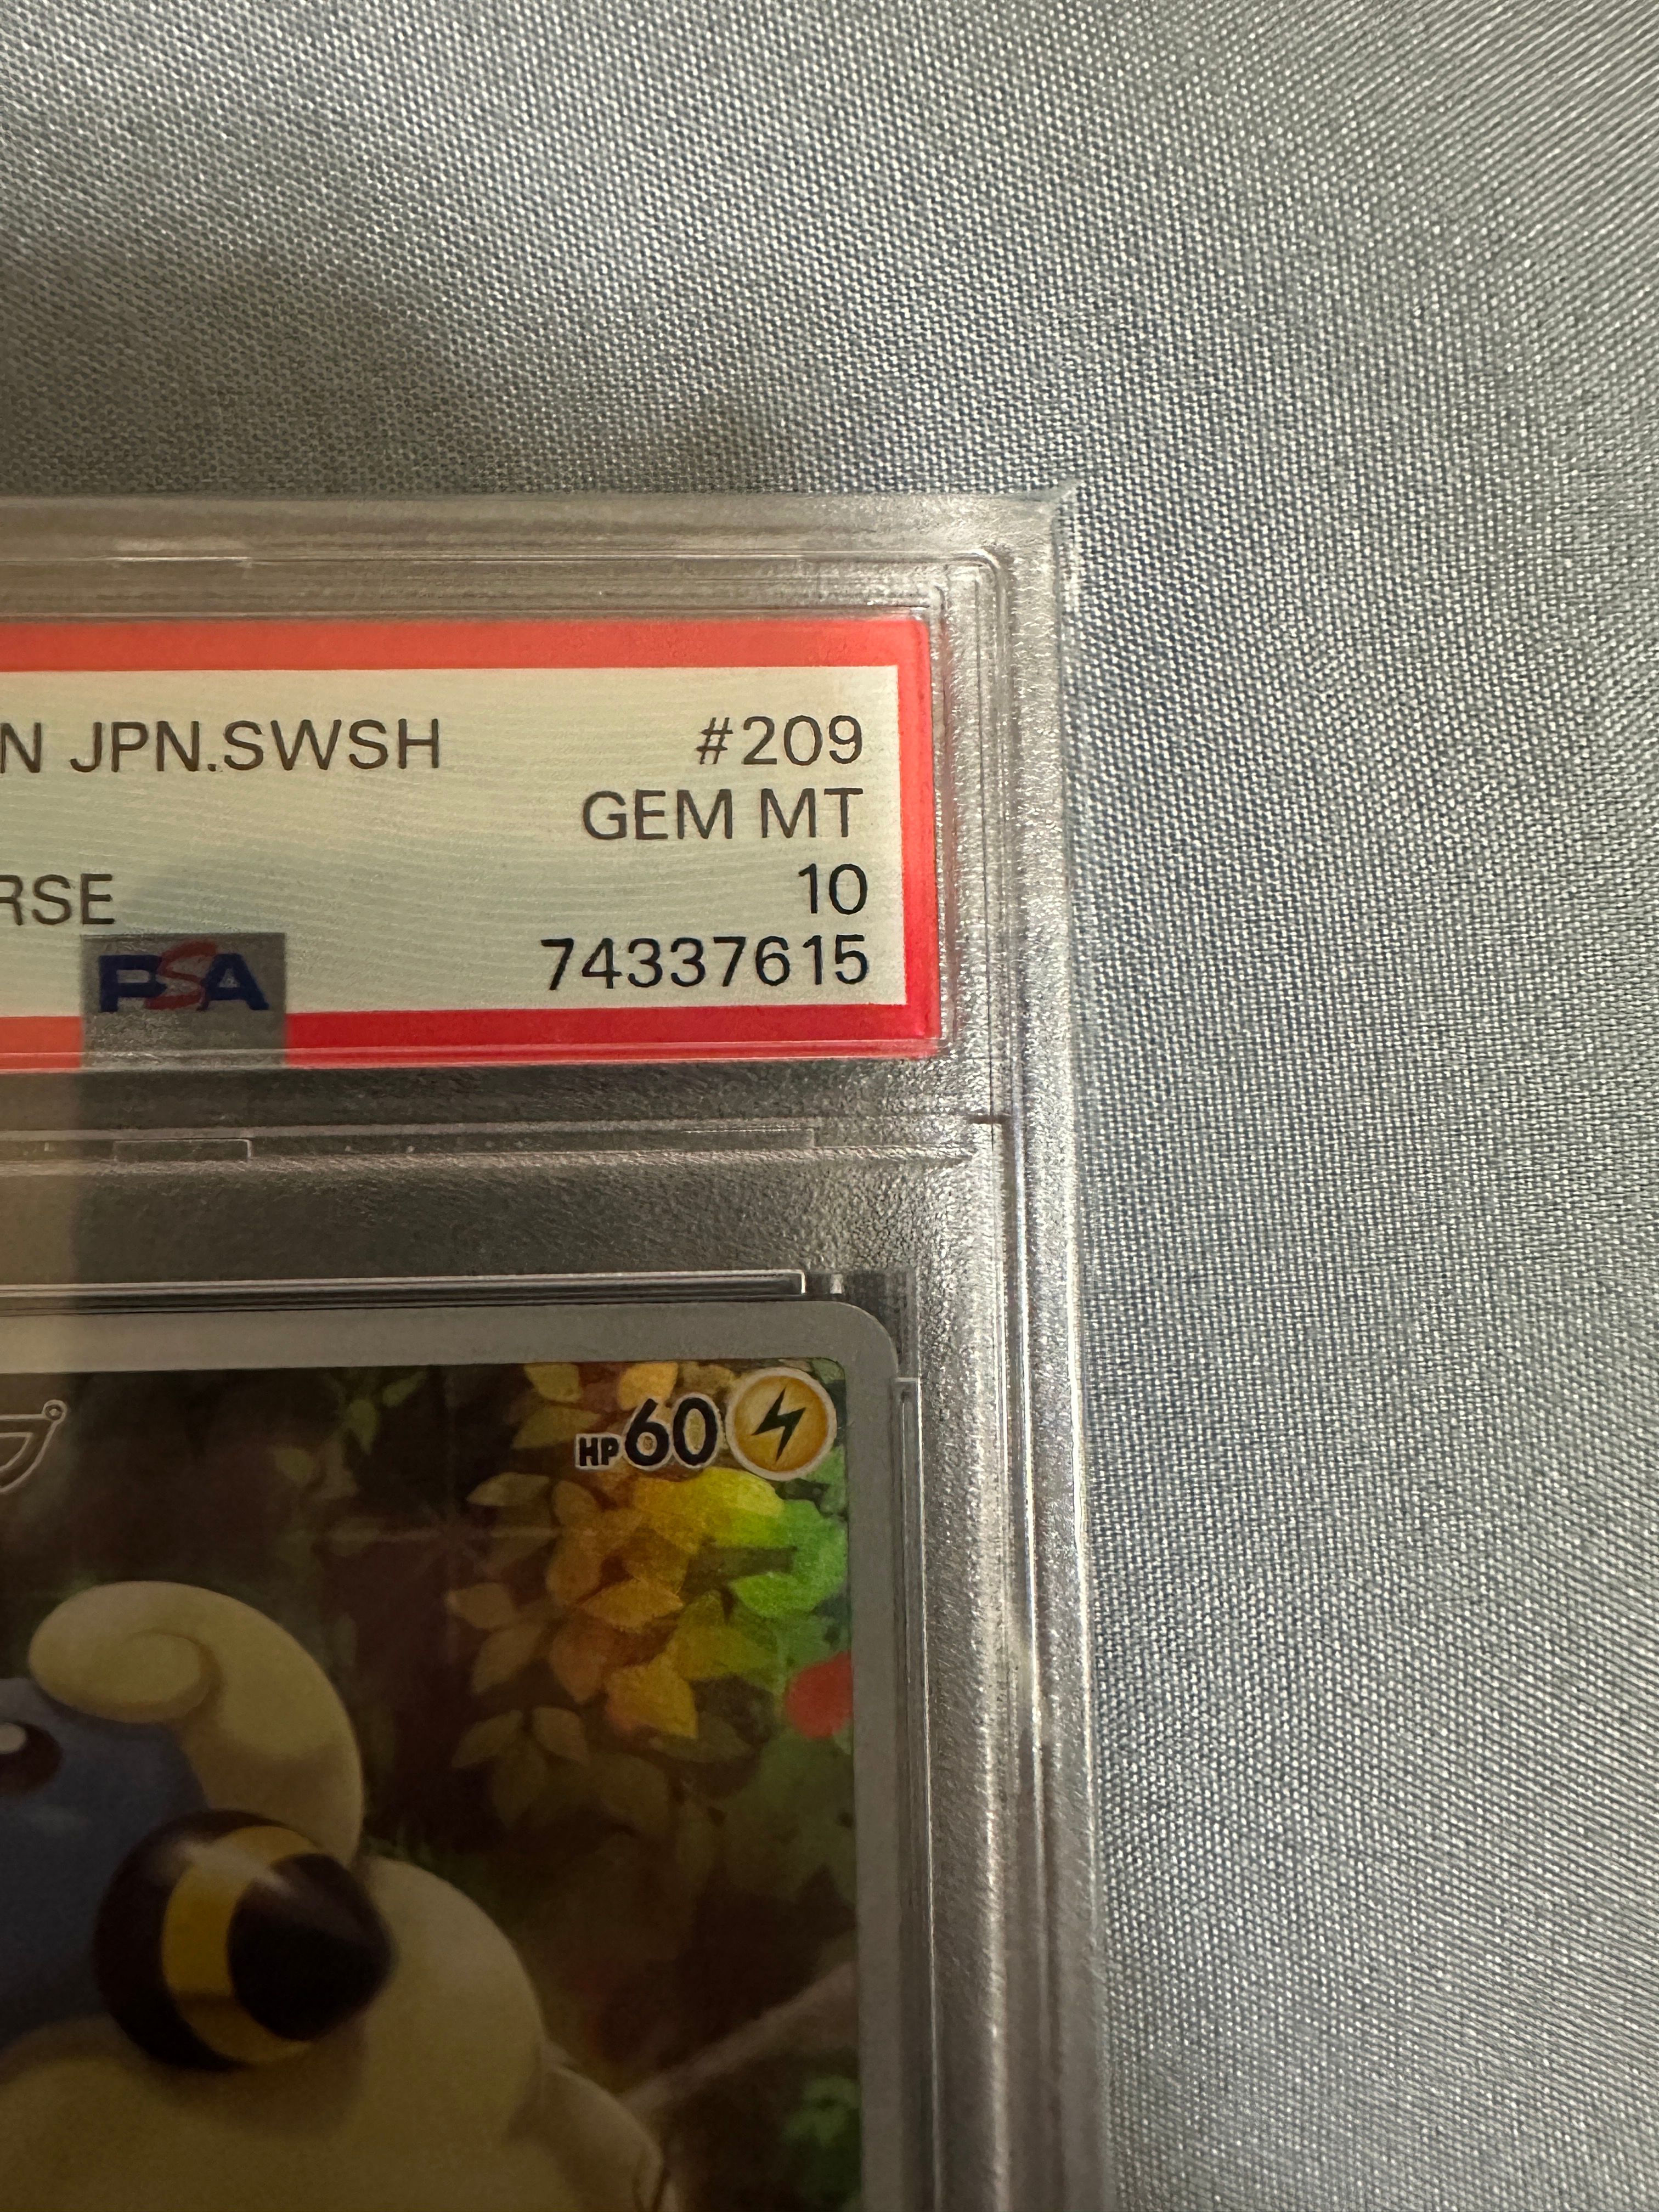 N JPN.SWSH #209
GEM MT
RSE 10
PSA 74337615
HP60